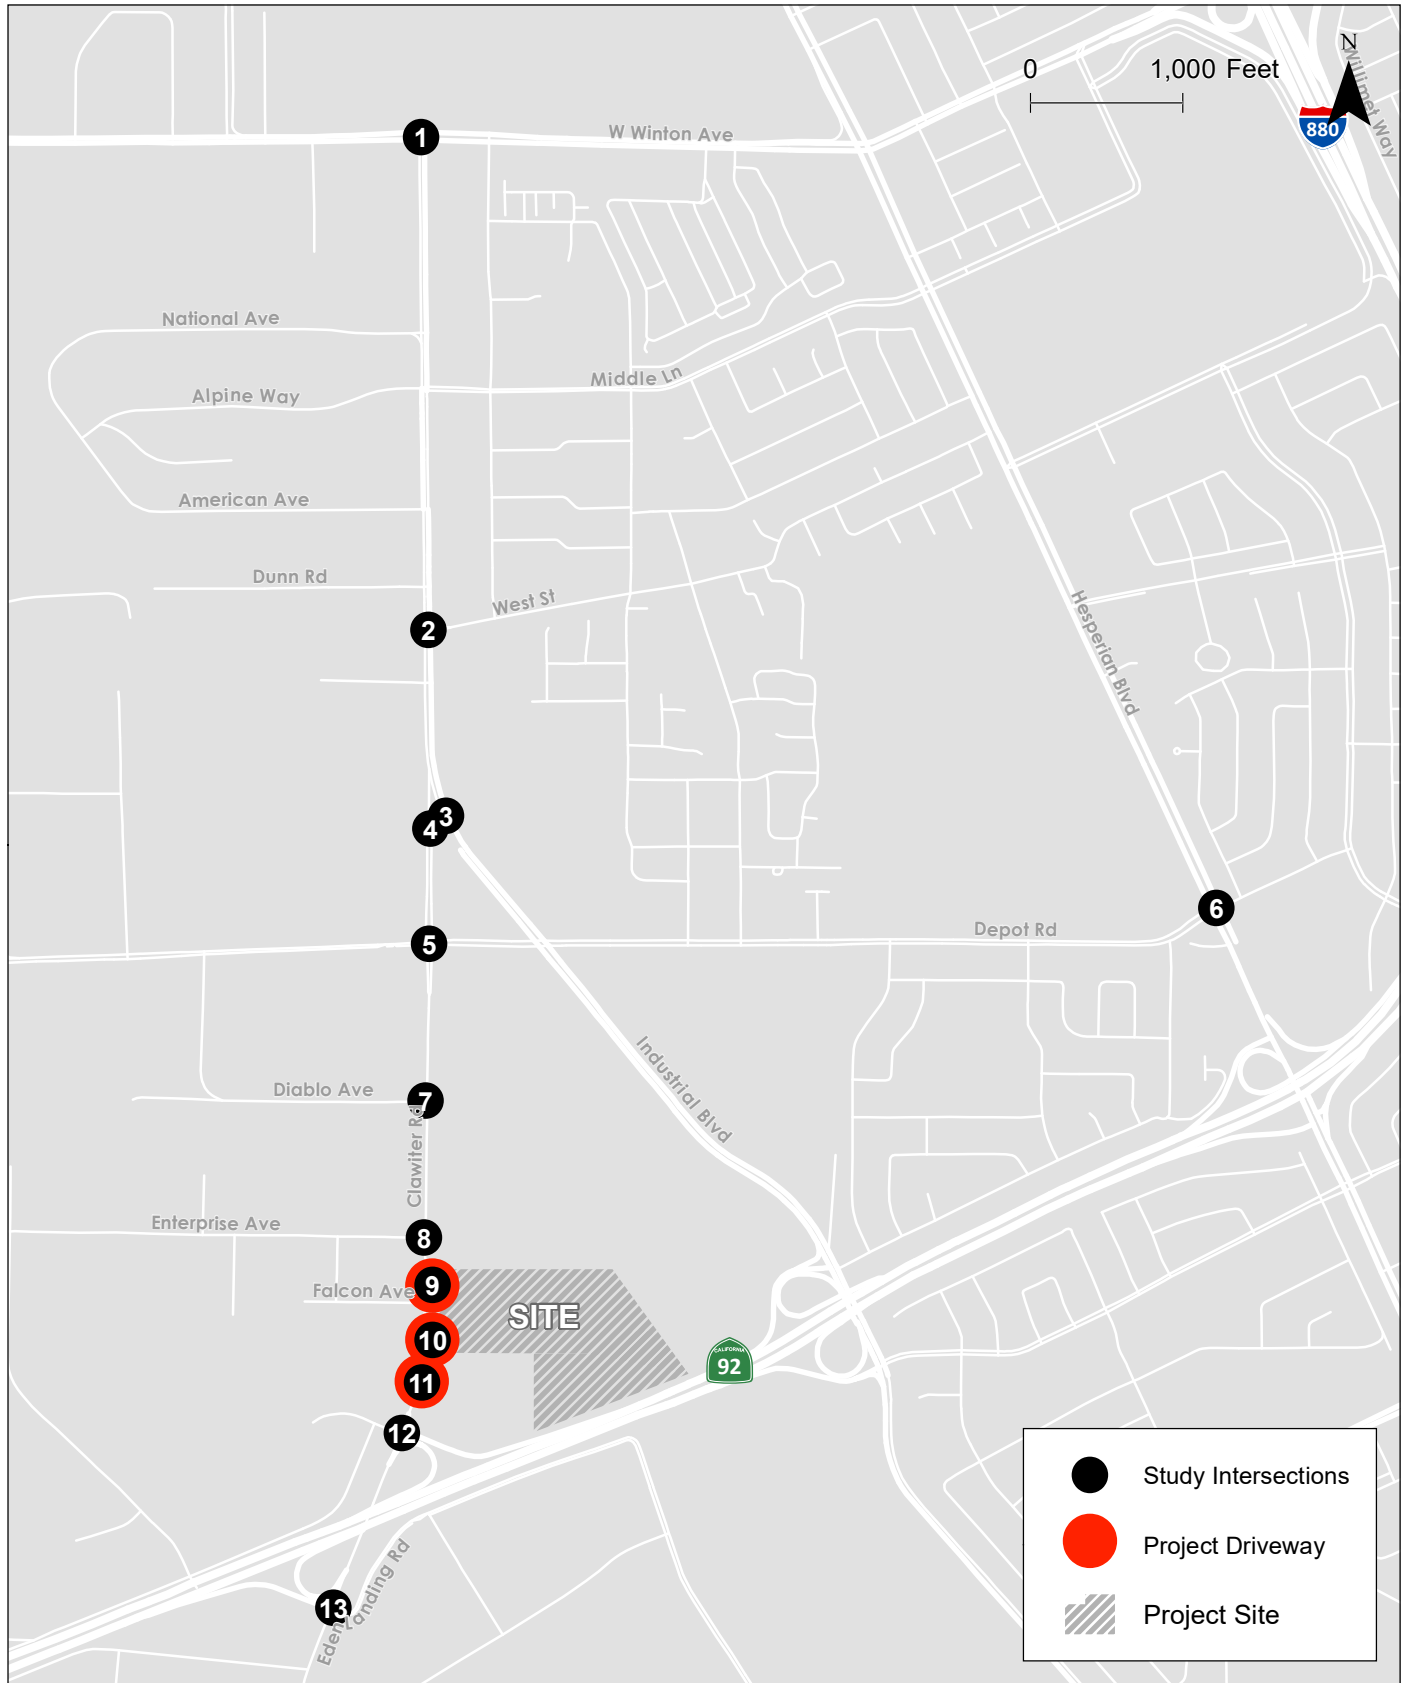 N
0 1,000 Feet
Willimet Way
880
1
W Winton Ave
National Ave
Middle Ln
Alpine Way
American Ave
Dunn Rd
West St
2
Hesperian Blvd
3
4
6
5
Depot Rd
Industrial Blvd
Diablo Ave
7
Clawiter Rd
Enterprise Ave
8
9
Falcon Ave
SITE
10
CALIFORNIA
92
11
12
Study Intersections
Project Driveway
Project Site
13
Eden Landing Rd